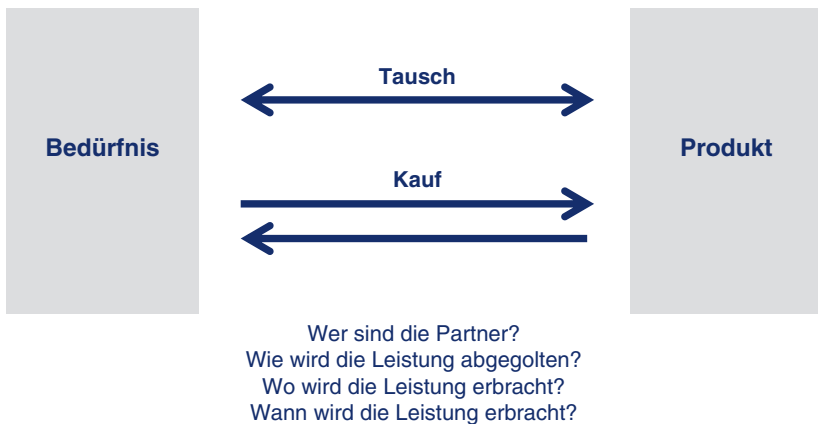 Tausch
Bedürfnis
Produkt
Kauf
Wer sind die Partner?
Wie wird die Leistung abgegolten?
Wo wird die Leistung erbracht?
Wann wird die Leistung erbracht?